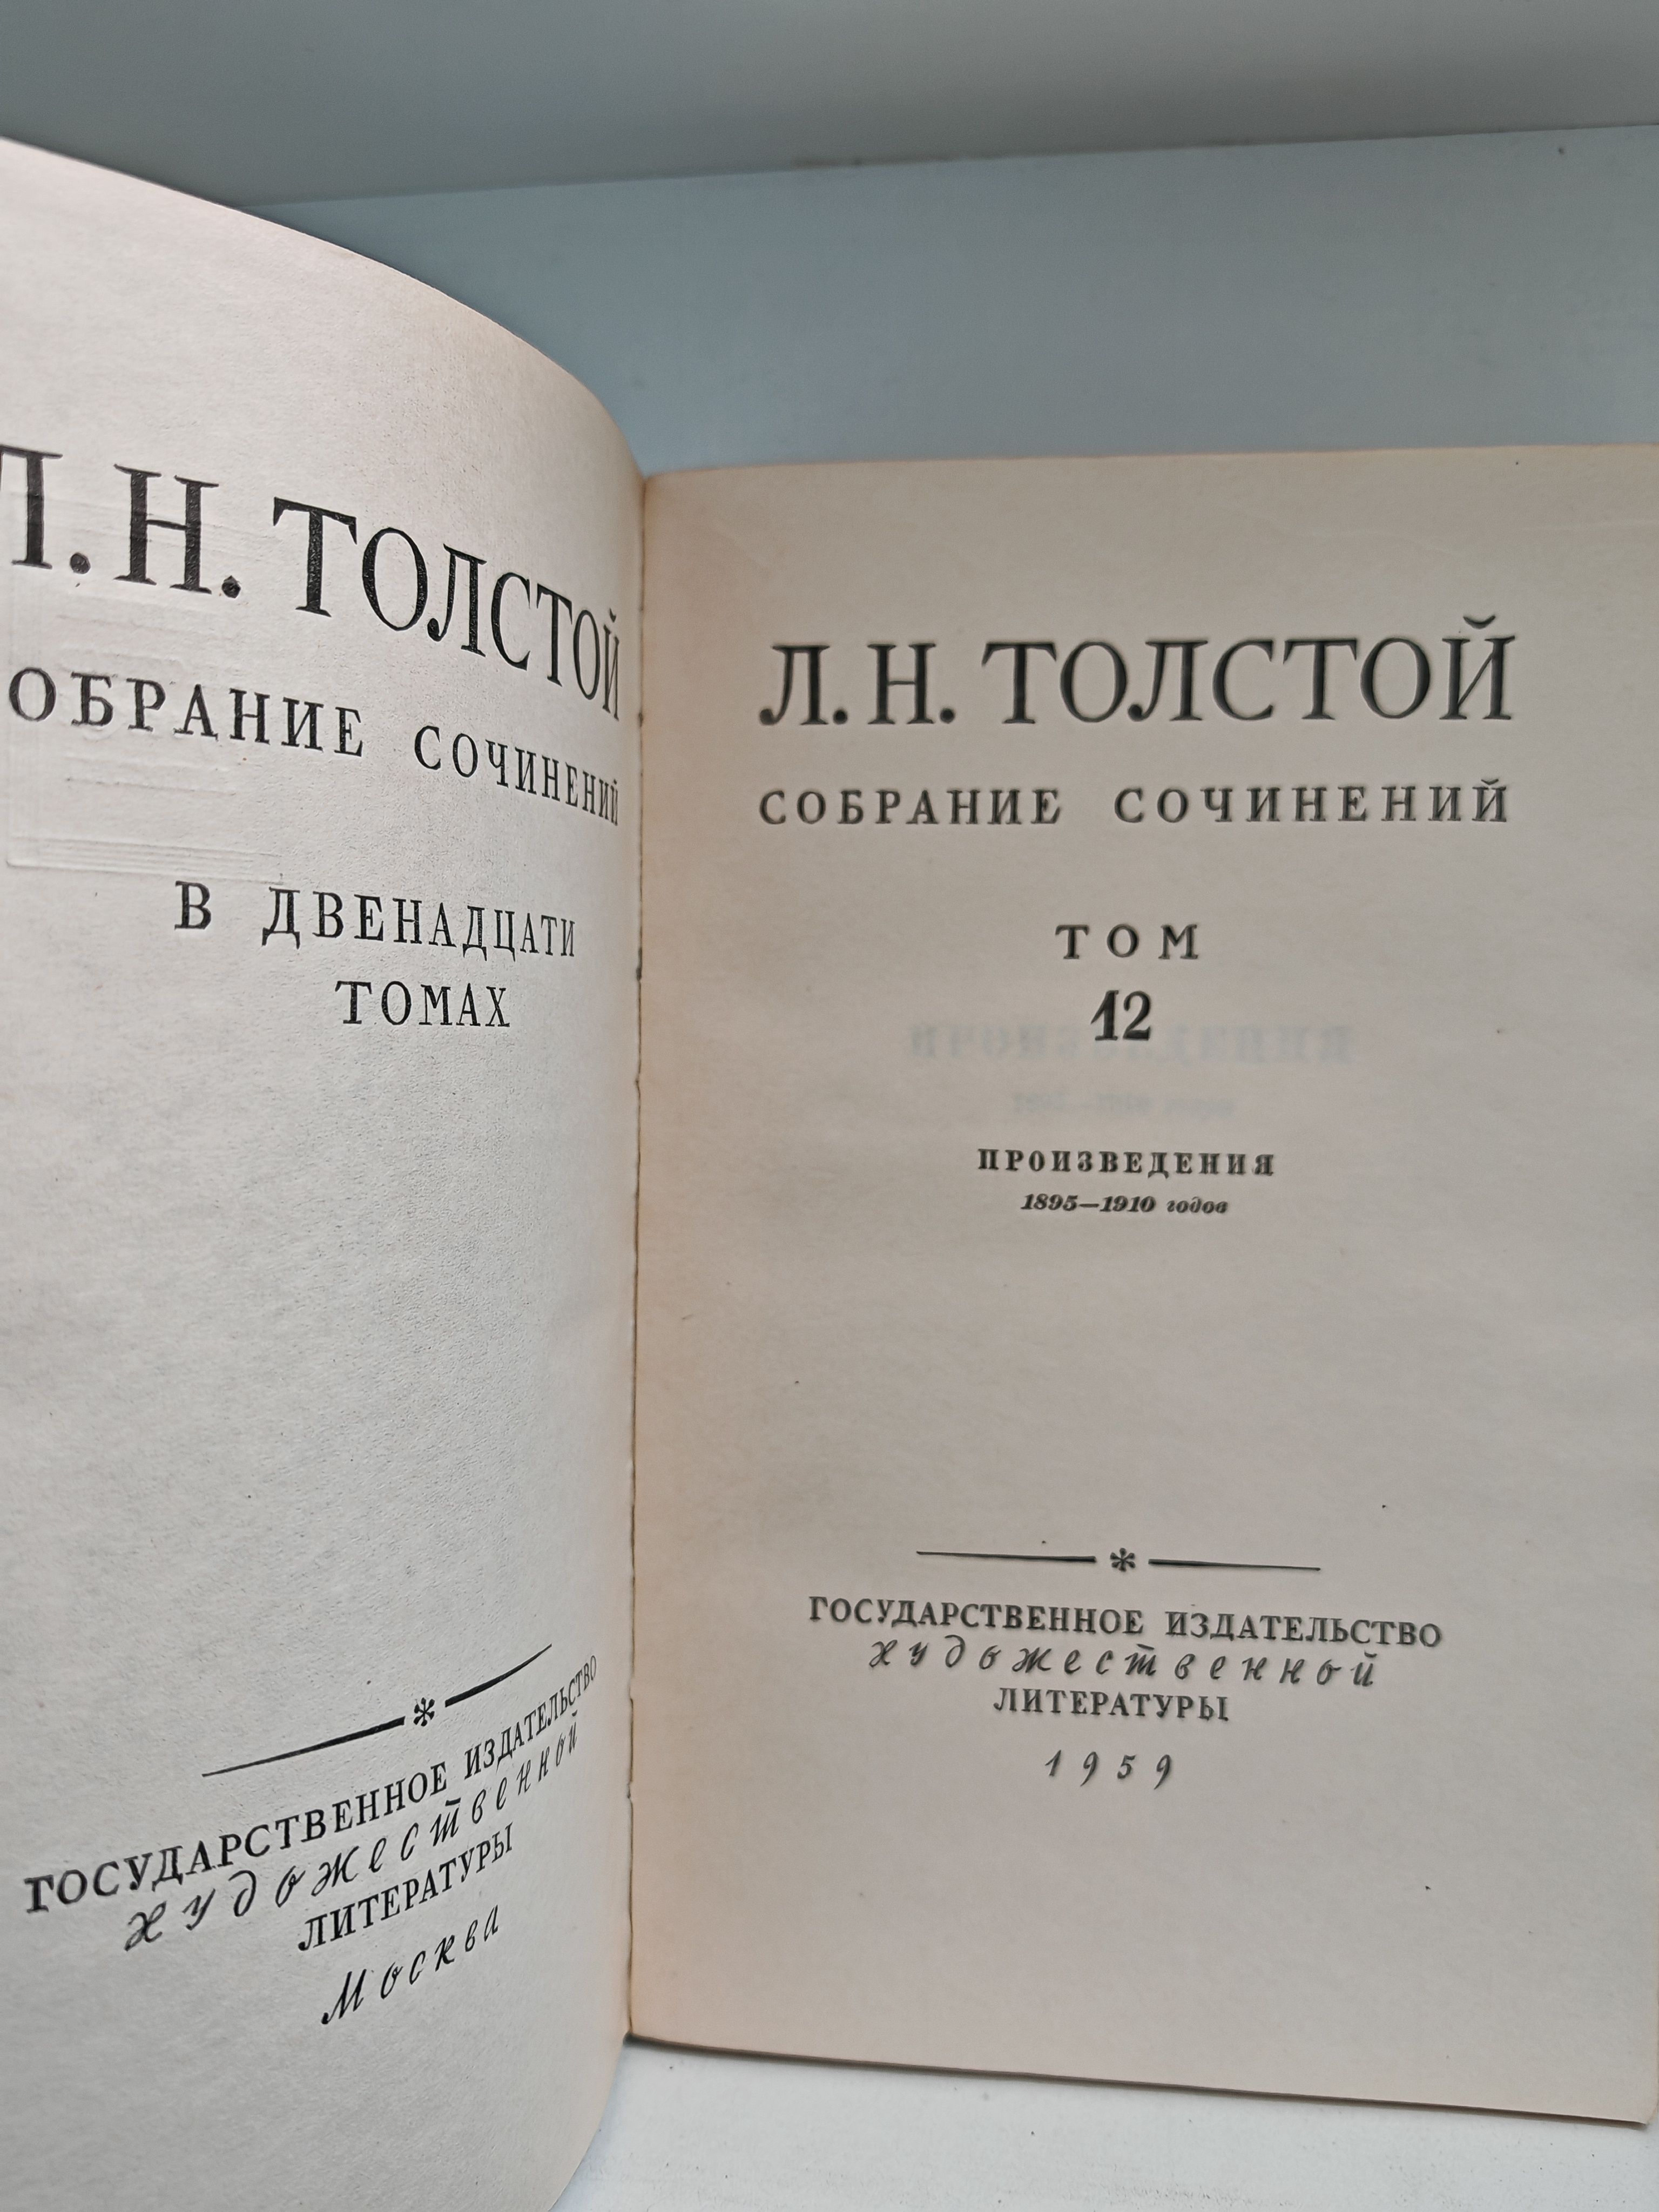 Л. Н. ТОЛСТОЙ
ОБРАНИЕ СОЧИНЕНИЙ
В ДВЕНАДЦАТИ
ТОМАХ
*
ГОСУДАРСТВЕННОЕ ИЗДАТЕЛЬСТВО
художественной
ЛИТЕРАТУРЫ
Москва
Л. Н. ТОЛСТОЙ
СОБРАНИЕ СОЧИНЕНИЙ
ТОМ
12
ПРОИЗВЕДЕНИЯ
1895—1910 годов
*
ГОСУДАРСТВЕННОЕ ИЗДАТЕЛЬСТВО
художественной
ЛИТЕРАТУРЫ
1959